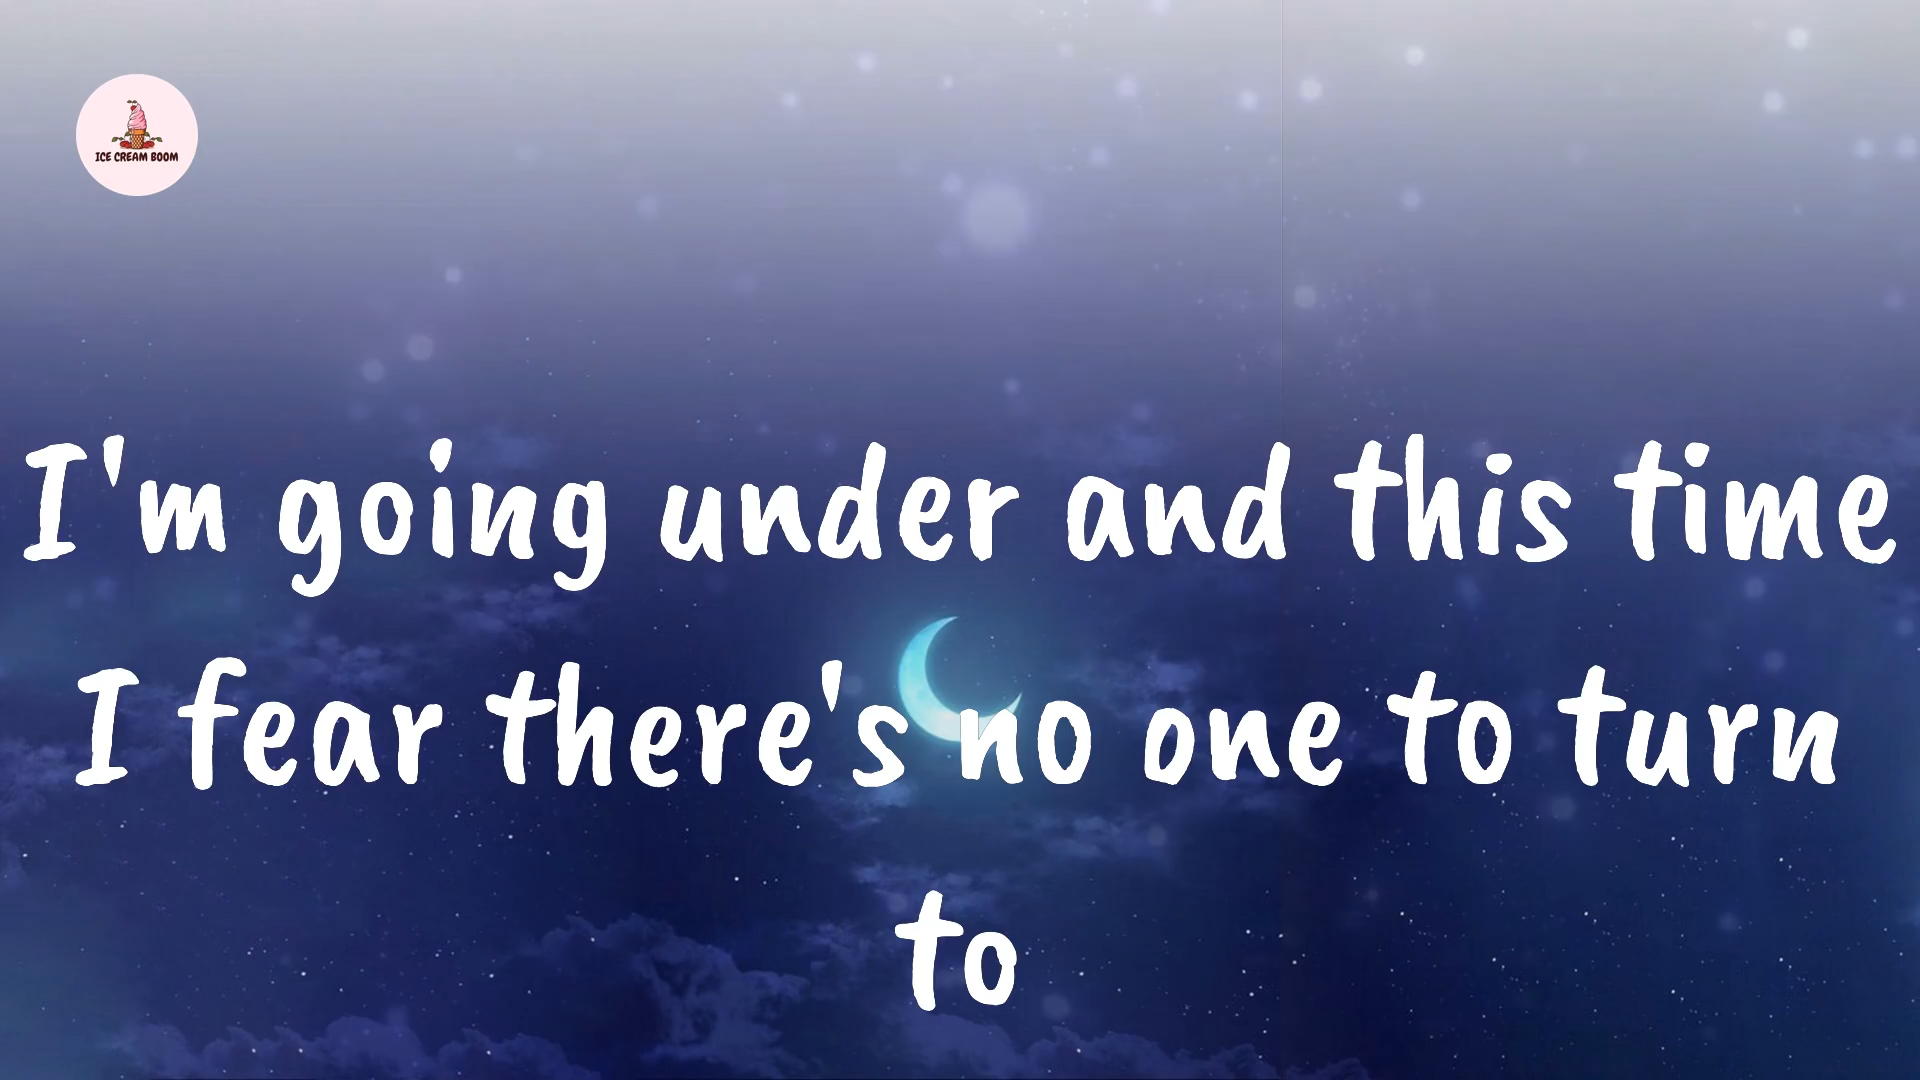 ICE CREAM BOOM
I'm going under and this time
I fear there's no one to turn
to